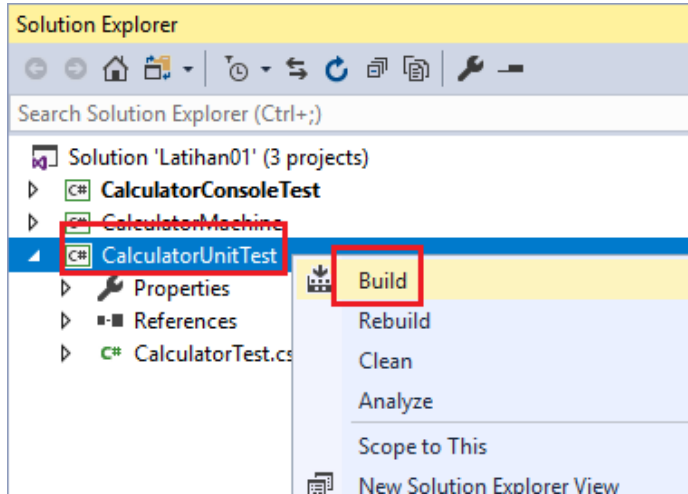 Solution Explorer
Search Solution Explorer (Ctrl+;)
Solution 'Latihan01' (3 projects)
C# CalculatorConsoleTest
C# CalculatorMachine
C# CalculatorUnitTest
Build
Properties
References
Rebuild
C# CalculatorTest.cs
Clean
Analyze
Scope to This
New Solution Explorer View